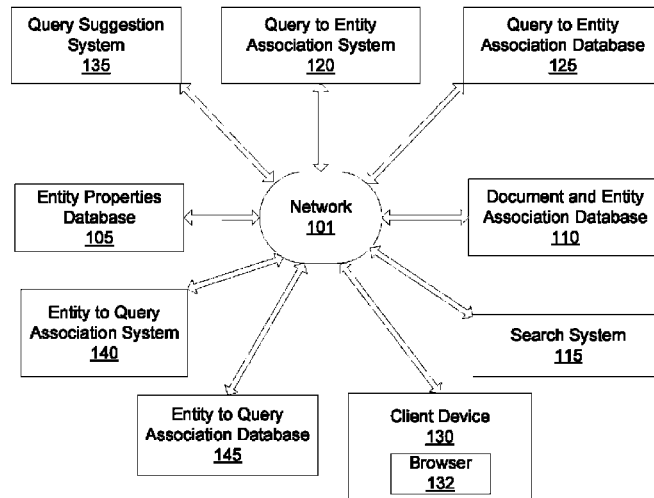 Query Suggestion
System
135
Query to Entity
Association System
120
Query to Entity
Association Database
125
Entity Properties
Database
105
Network
101
Document and Entity
Association Database
110
Entity to Query
Association System
140
Search System
115
Entity to Query
Association Database
145
Client Device
130
Browser
132